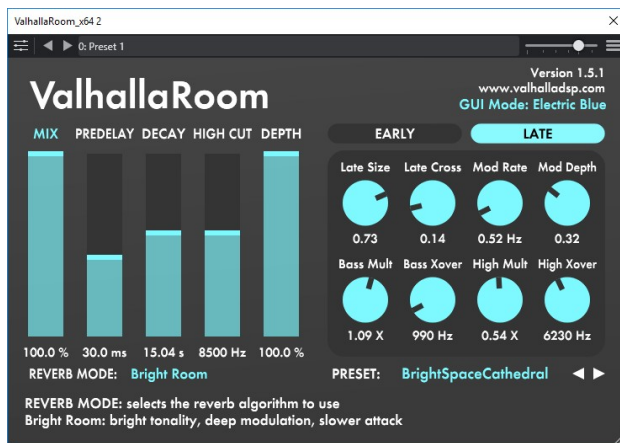 ValhallaRoom_x64 2
0: Preset 1
ValhallaRoom
Version 1.5.1
www.valhalladsp.com
GUI Mode: Electric Blue
MIX PREDELAY DECAY HIGH CUT DEPTH
EARLY LATE
Late Size Late Cross Mod Rate Mod Depth
0.73 0.14 0.52 Hz 0.32
Bass Mult Bass Xover High Mult High Xover
1.09 X 990 Hz 0.54 X 6230 Hz
100.0 % 30.0 ms 15.04 s 8500 Hz 100.0 %
REVERB MODE: Bright Room
PRESET: BrightSpaceCathedral
REVERB MODE: selects the reverb algorithm to use
Bright Room: bright tonality, deep modulation, slower attack